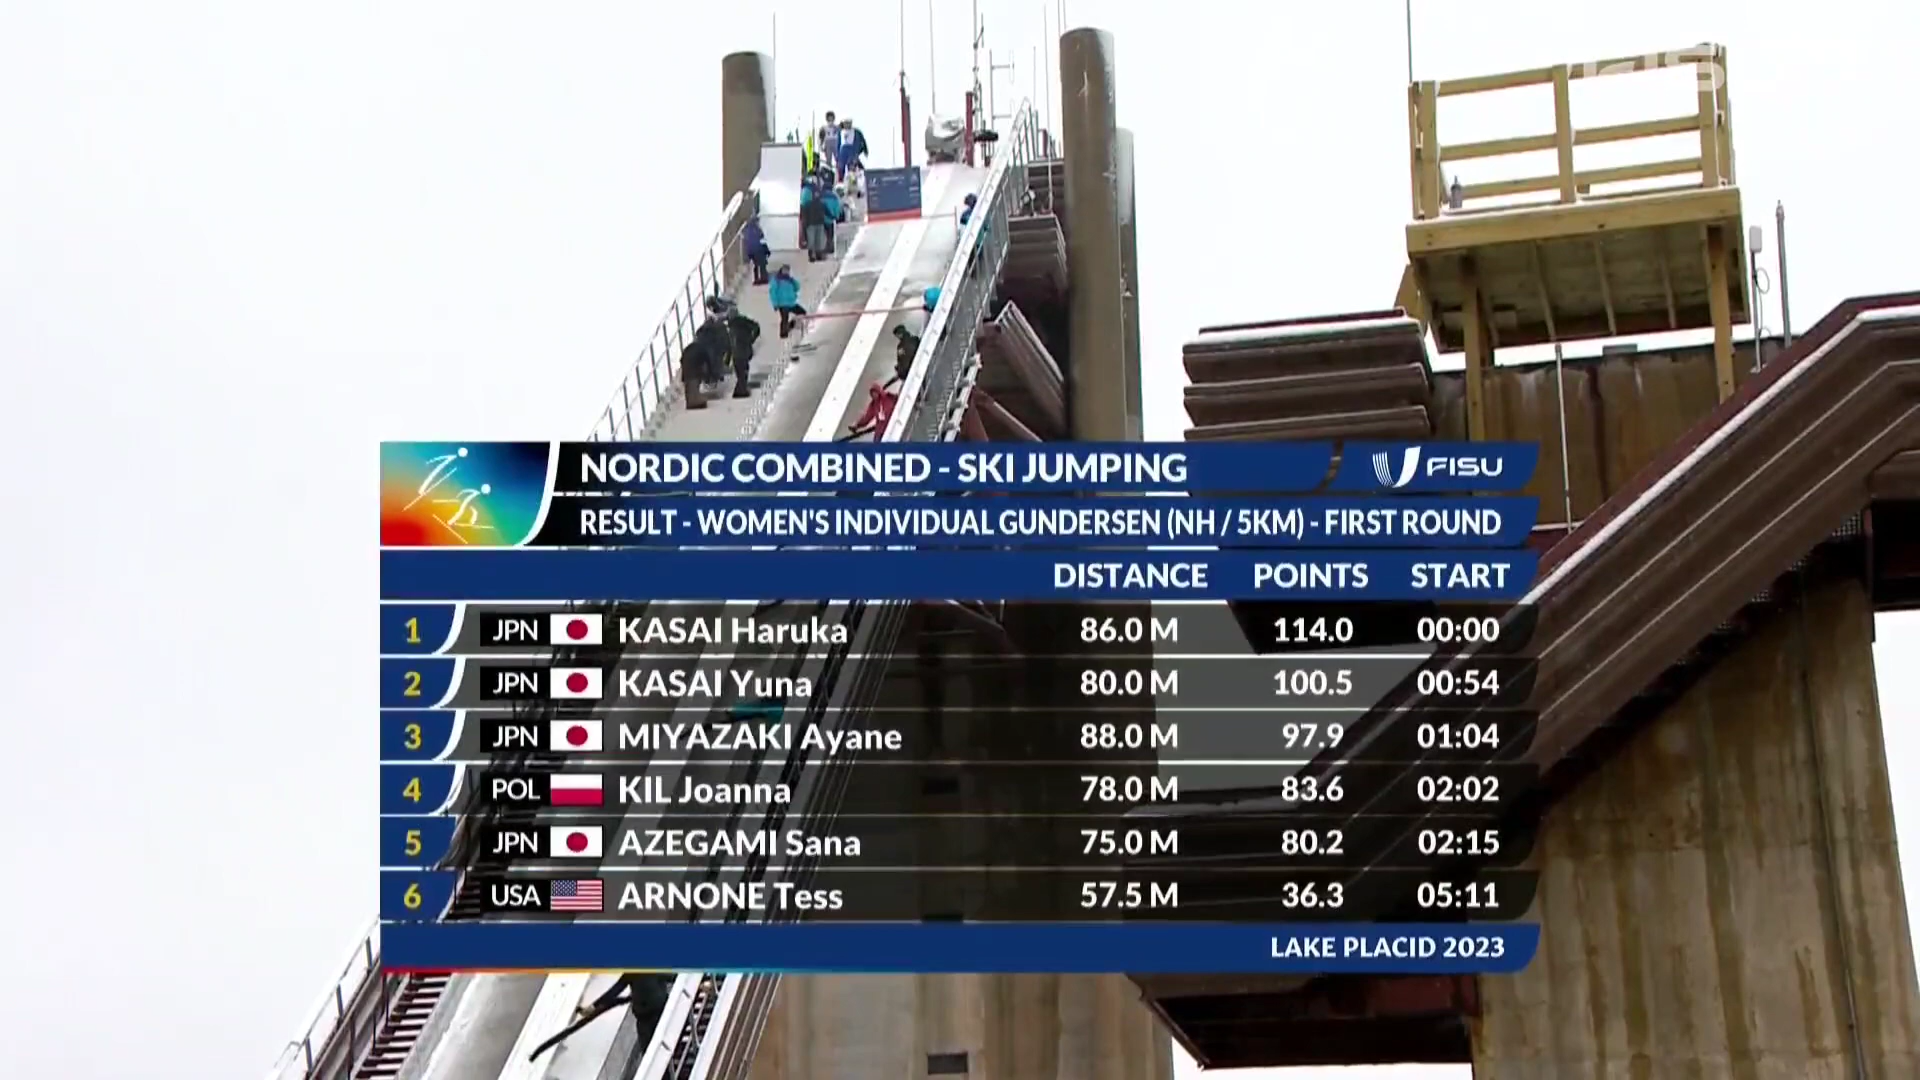 NORDIC COMBINED - SKI JUMPING FISU
RESULT - WOMEN'S INDIVIDUAL GUNDERSEN (NH / 5KM) - FIRST ROUND
DISTANCE POINTS START
1 JPN KASAI Haruka 86.0 M 114.0 00:00
2 JPN KASAI Yuna 80.0 M 100.5 00:54
3 JPN MIYAZAKI Ayane 88.0 M 97.9 01:04
4 POL KIL Joanna 78.0 M 83.6 02:02
5 JPN AZEGAMI Sana 75.0 M 80.2 02:15
6 USA ARNONE Tess 57.5 M 36.3 05:11
LAKE PLACID 2023